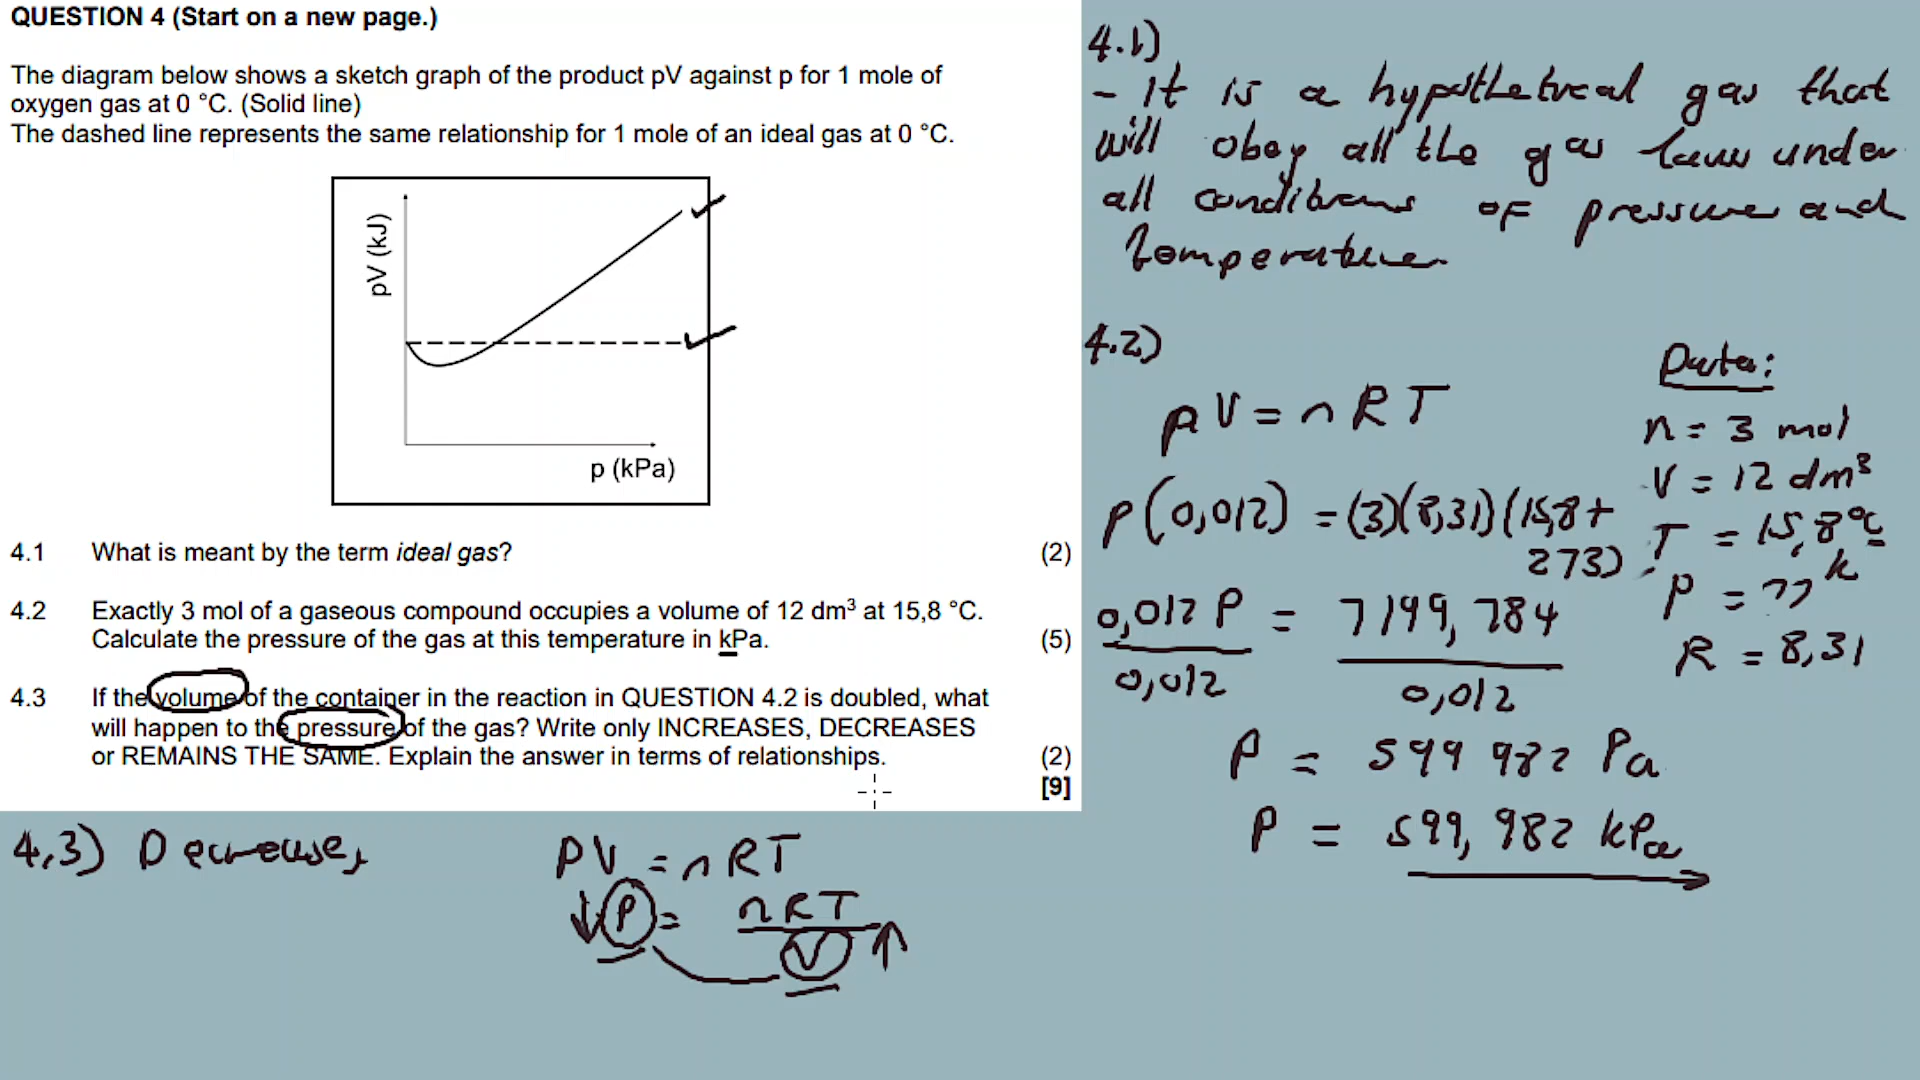 QUESTION 4 (Start on a new page.)
The diagram below shows a sketch graph of the product pV against p for 1 mole of
oxygen gas at 0 °C. (Solid line)
The dashed line represents the same relationship for 1 mole of an ideal gas at 0 °C.
pV (kJ)
p (kPa)
4.1 What is meant by the term ideal gas? (2)
4.2 Exactly 3 mol of a gaseous compound occupies a volume of 12 dm³ at 15,8 °C.
Calculate the pressure of the gas at this temperature in kPa. (5)
4.3 If the volume of the container in the reaction in QUESTION 4.2 is doubled, what
will happen to the pressure of the gas? Write only INCREASES, DECREASES
or REMAINS THE SAME. Explain the answer in terms of relationships. (2)
[9]
4.1)
- It is a hypothetical gas that
will obey all the gas laws under
all conditions of pressure and
temperature
4.2)
pV = nRT
p(0,012) = (3)(8,31)(15,8+
273)
0,012 P = 7199,784
0,012 0,012
P = 599 982 Pa
P = 599,982 kPa
Data:
n = 3 mol
V = 12 dm³
T = 15,8°C
k
P = ??
R = 8,31
4,3) Decreases
PV = nRT
↓P = nRT
V ↑